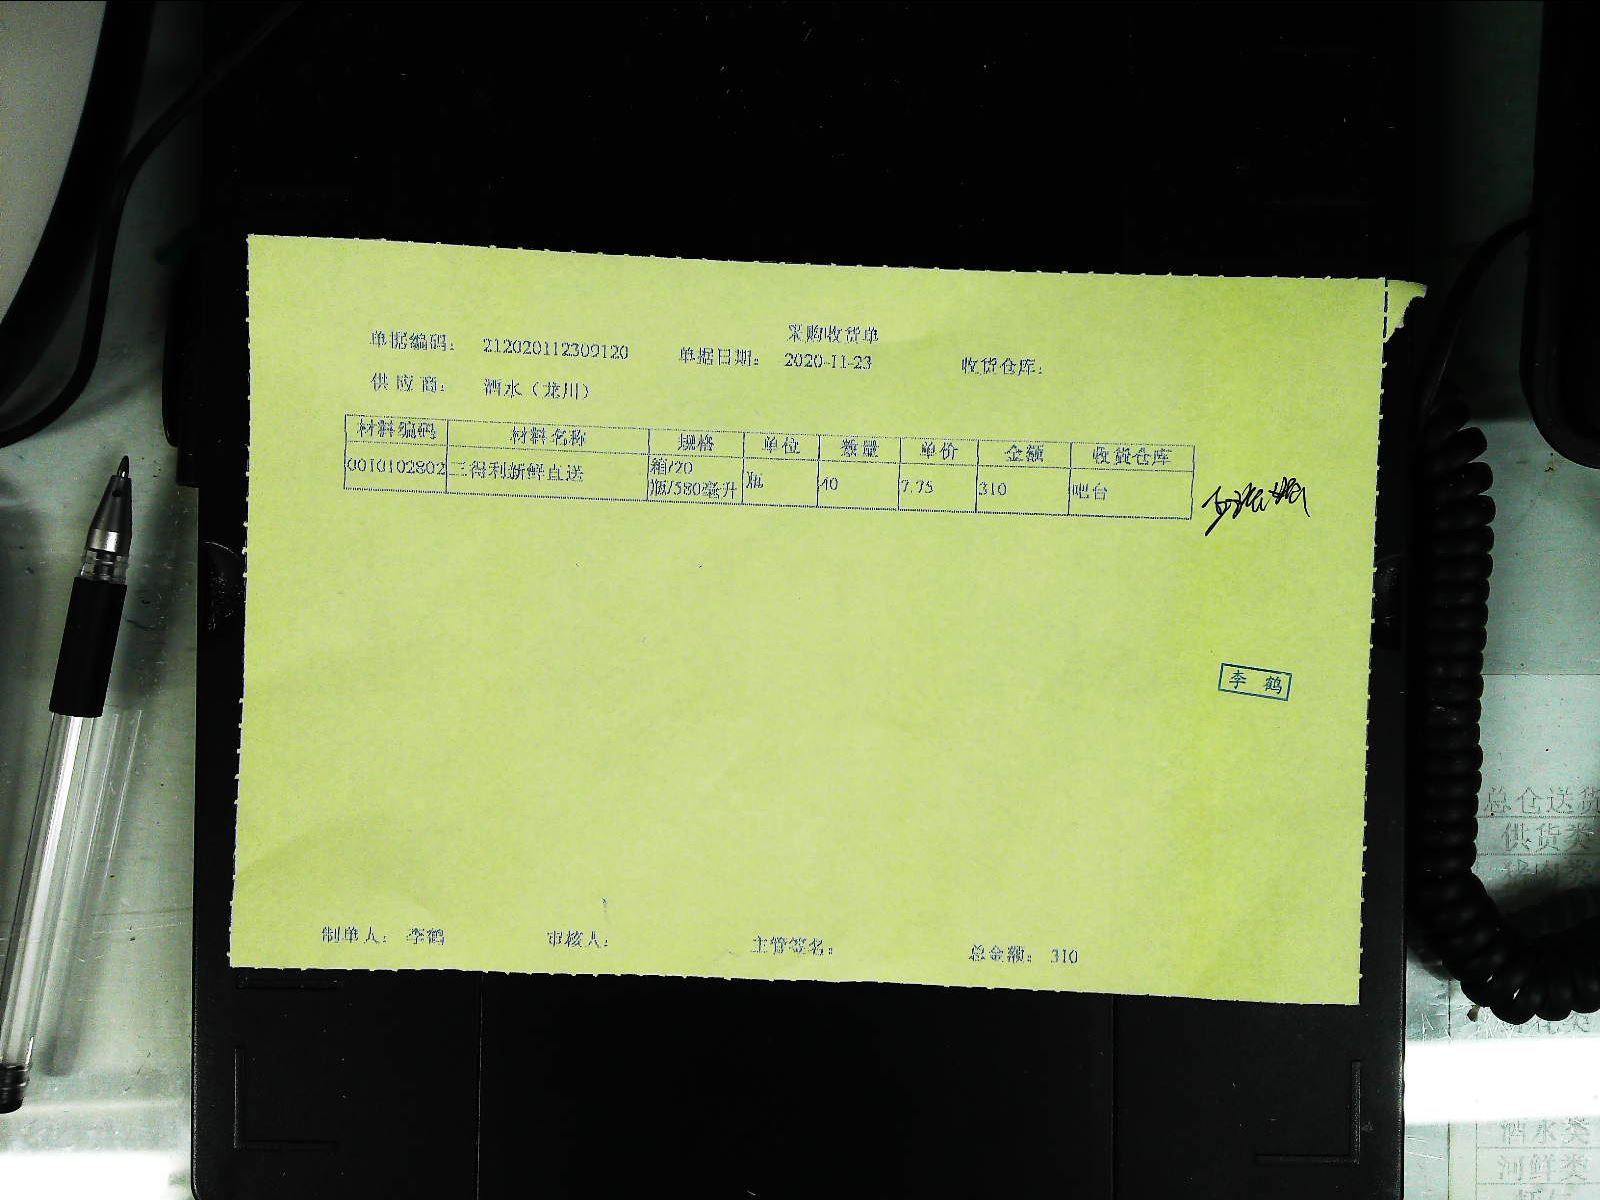 采购收货单
单据编码： 212020112309120 单据日期： 2020-11-23 收货仓库：
供应商： 酒水（龙川）
材料编码 材料名称 规格 单位 数量 单价 金额 收货仓库
0010102802 三得利新鲜直送 箱/20瓶/580毫升 瓶 40 7.75 310 吧台
李 鹤
制单人： 李鹤 审核人： 主管签名： 总金额： 310
总仓送货
供货类
酒水类
河鲜类